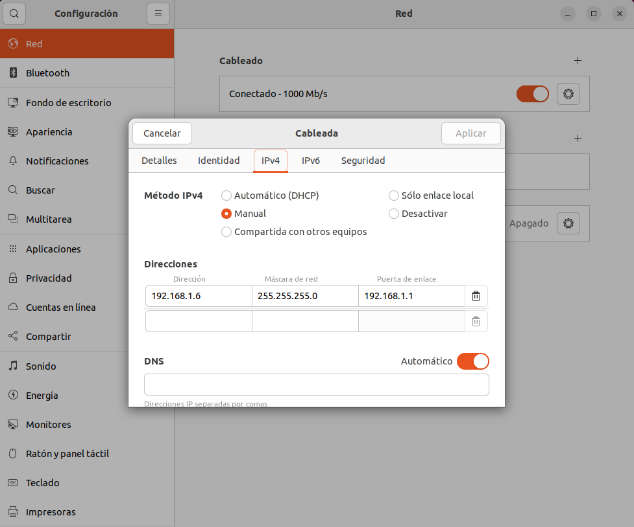 Configuración
Red
Red
Bluetooth
Fondo de escritorio
Apariencia
Notificaciones
Buscar
Multitarea
Aplicaciones
Privacidad
Cuentas en línea
Compartir
Sonido
Energía
Monitores
Ratón y panel táctil
Teclado
Impresoras
Cableado
Conectado - 1000 Mb/s
Apagado
Cancelar
Cableada
Aplicar
Detalles Identidad IPv4 IPv6 Seguridad
Método IPv4
Automático (DHCP) Sólo enlace local
Manual Desactivar
Compartida con otros equipos
Direcciones
Dirección Máscara de red Puerta de enlace
192.168.1.6 255.255.255.0 192.168.1.1
DNS Automático
Direcciones IP separadas por comas